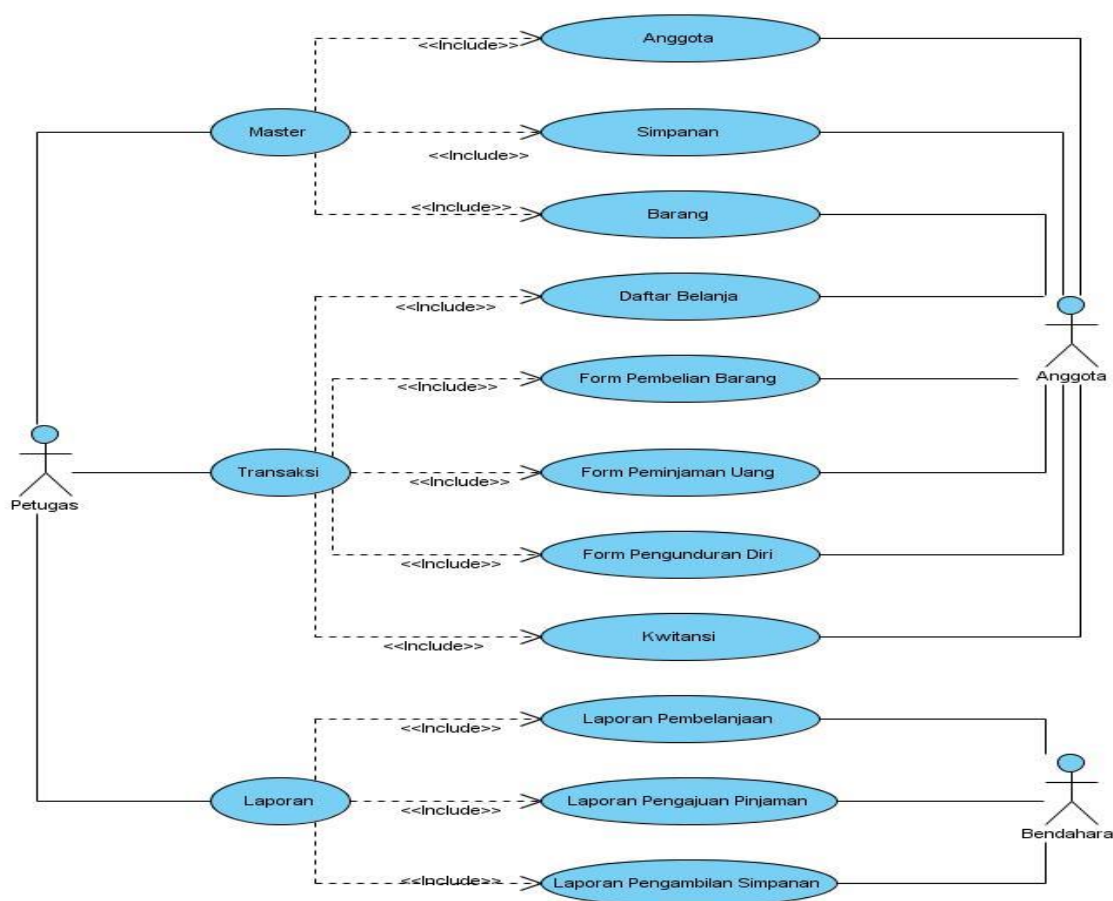 Anggota
<<Include>>
Master
Simpanan
<<Include>>
<<Include>>
Barang
Daftar Belanja
<<Include>>
Form Pembelian Barang
<<Include>>
Anggota
Transaksi
Form Peminjaman Uang
<<Include>>
Petugas
Form Pengunduran Diri
<<Include>>
Kwitansi
<<Include>>
Laporan Pembelanjaan
<<Include>>
Laporan
Laporan Pengajuan Pinjaman
<<Include>>
Bendahara
<<Include>>
Laporan Pengambilan Simpanan